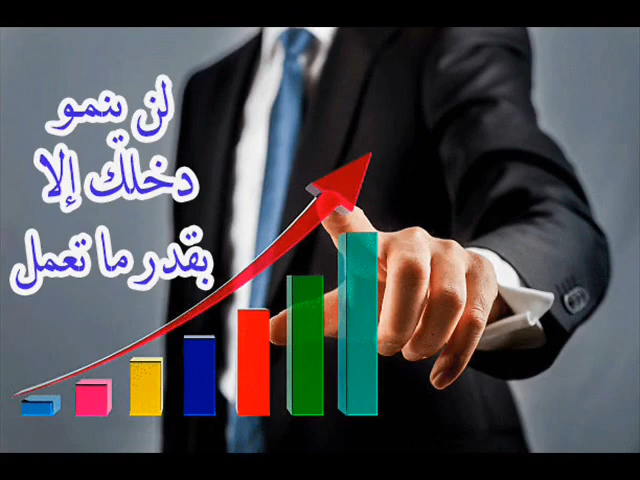 لن ينمو
دخلك إلا
بقدر ما تعمل